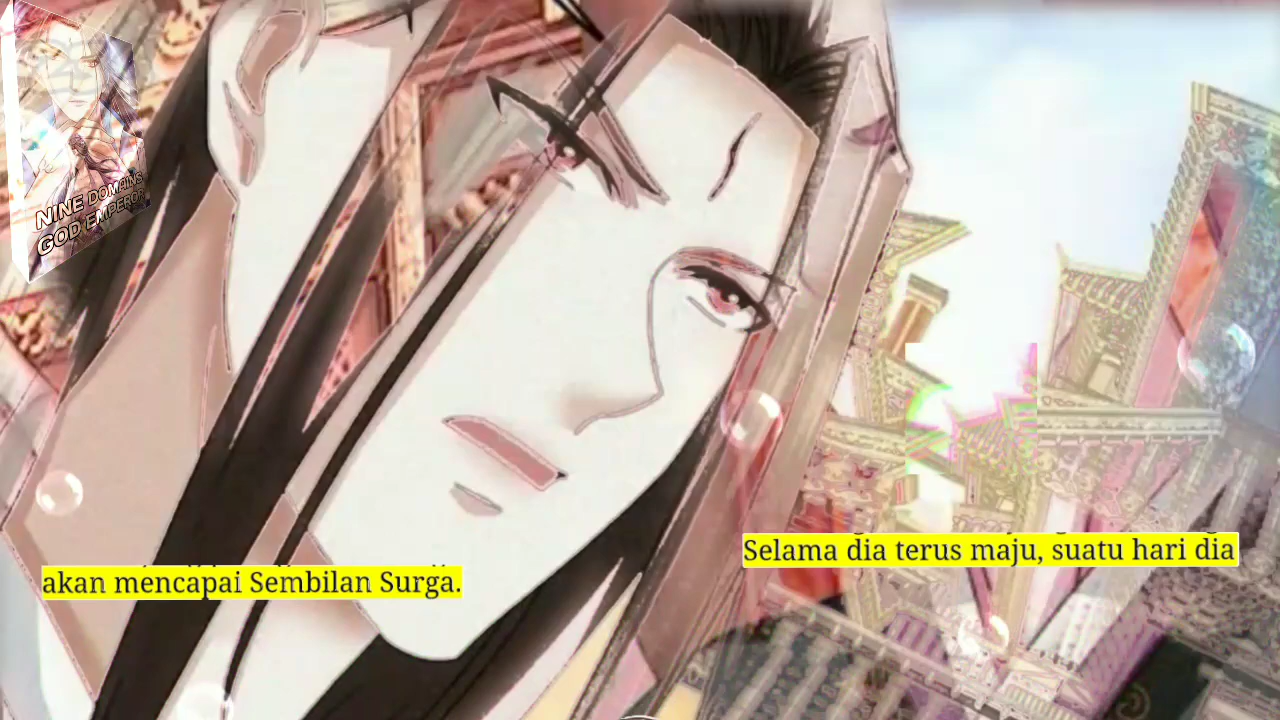 NINE DOMAINS
GOD EMPEROR
Selama dia terus maju, suatu hari dia
akan mencapai Sembilan Surga.